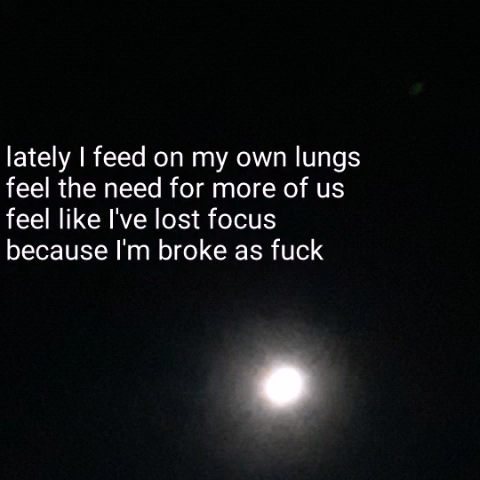 lately I feed on my own lungs
feel the need for more of us
feel like I've lost focus
because I'm broke as fuck